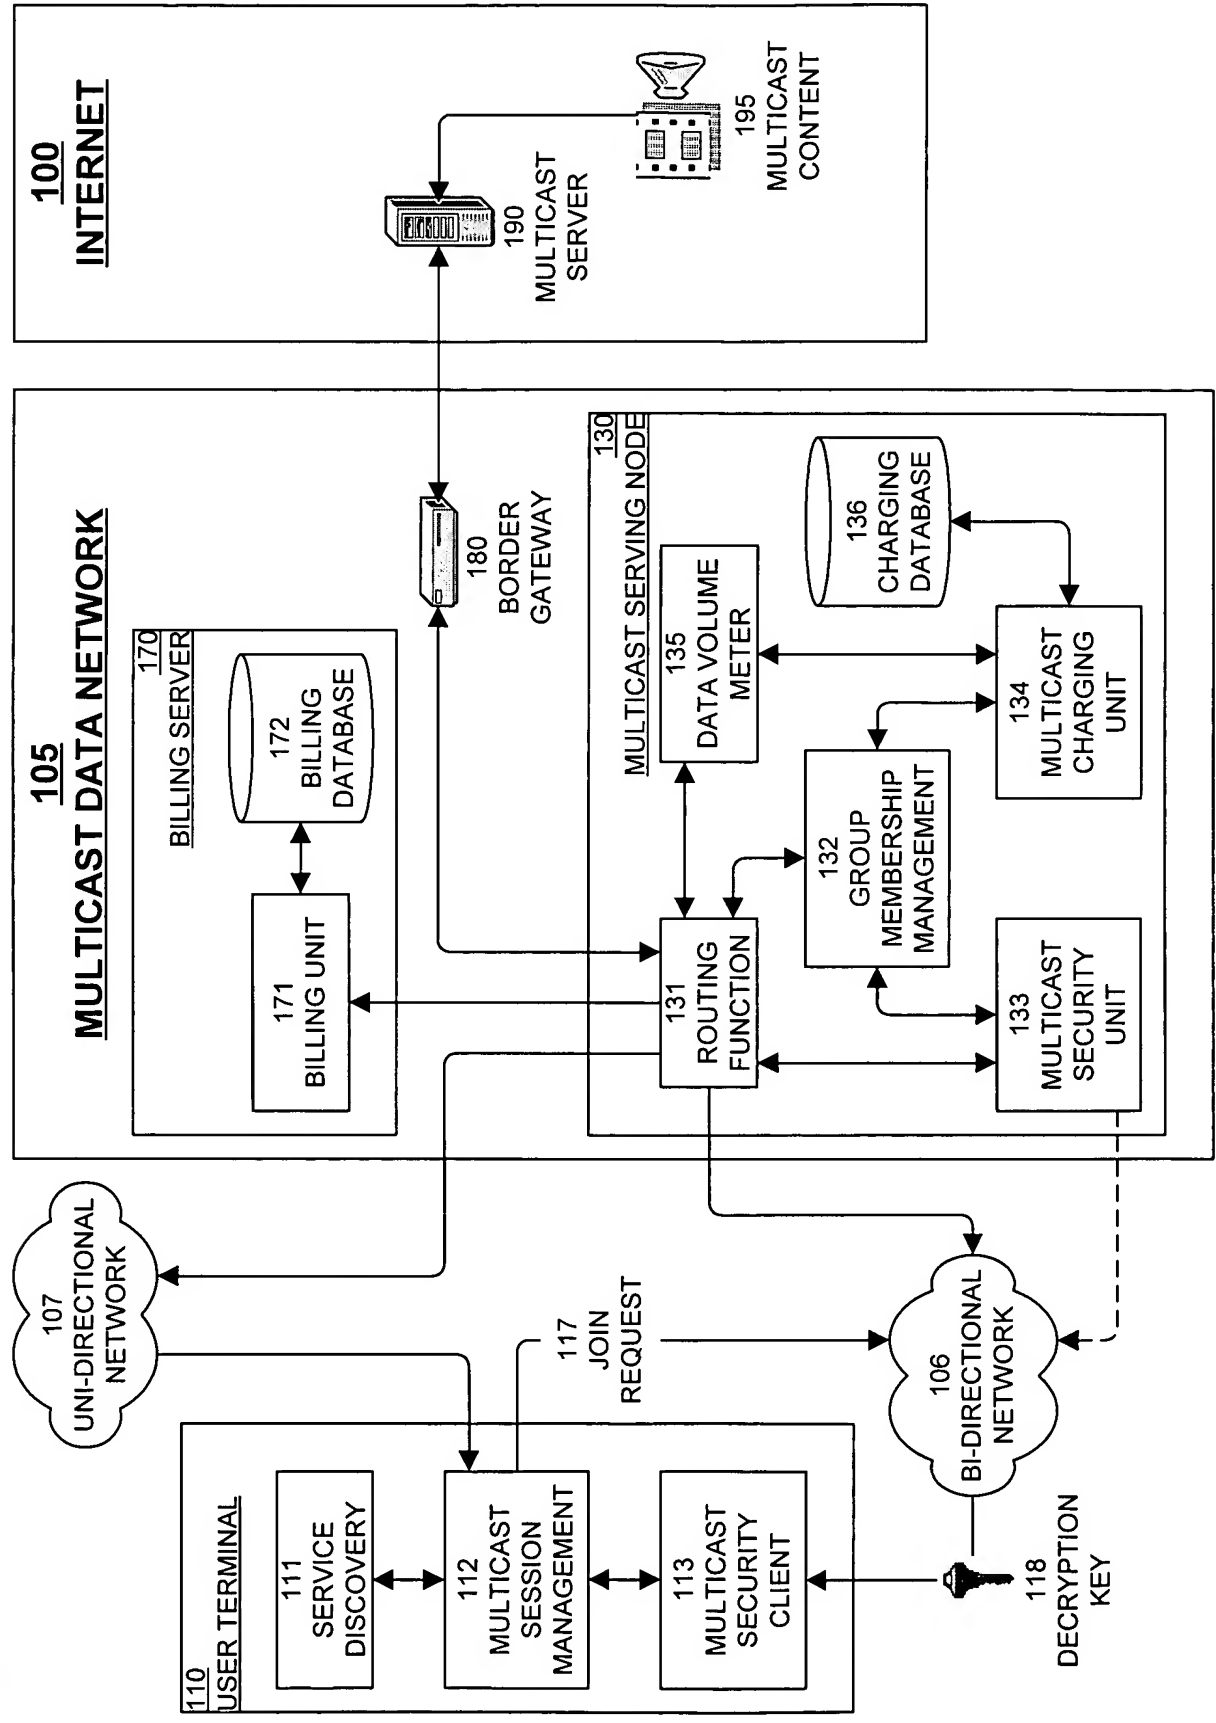 110
USER TERMINAL
111
SERVICE
DISCOVERY
112
MULTICAST
SESSION
MANAGEMENT
113
MULTICAST
SECURITY
CLIENT
107
UNI-DIRECTIONAL
NETWORK
117
JOIN
REQUEST
106
BI-DIRECTIONAL
NETWORK
118
DECRYPTION
KEY
105
MULTICAST DATA NETWORK
170
BILLING SERVER
171
BILLING UNIT
172
BILLING
DATABASE
180
BORDER
GATEWAY
130
MULTICAST SERVING NODE
131
ROUTING
FUNCTION
135
DATA VOLUME
METER
132
GROUP
MEMBERSHIP
MANAGEMENT
136
CHARGING
DATABASE
133
MULTICAST
SECURITY
UNIT
134
MULTICAST
CHARGING
UNIT
100
INTERNET
190
MULTICAST
SERVER
195
MULTICAST
CONTENT